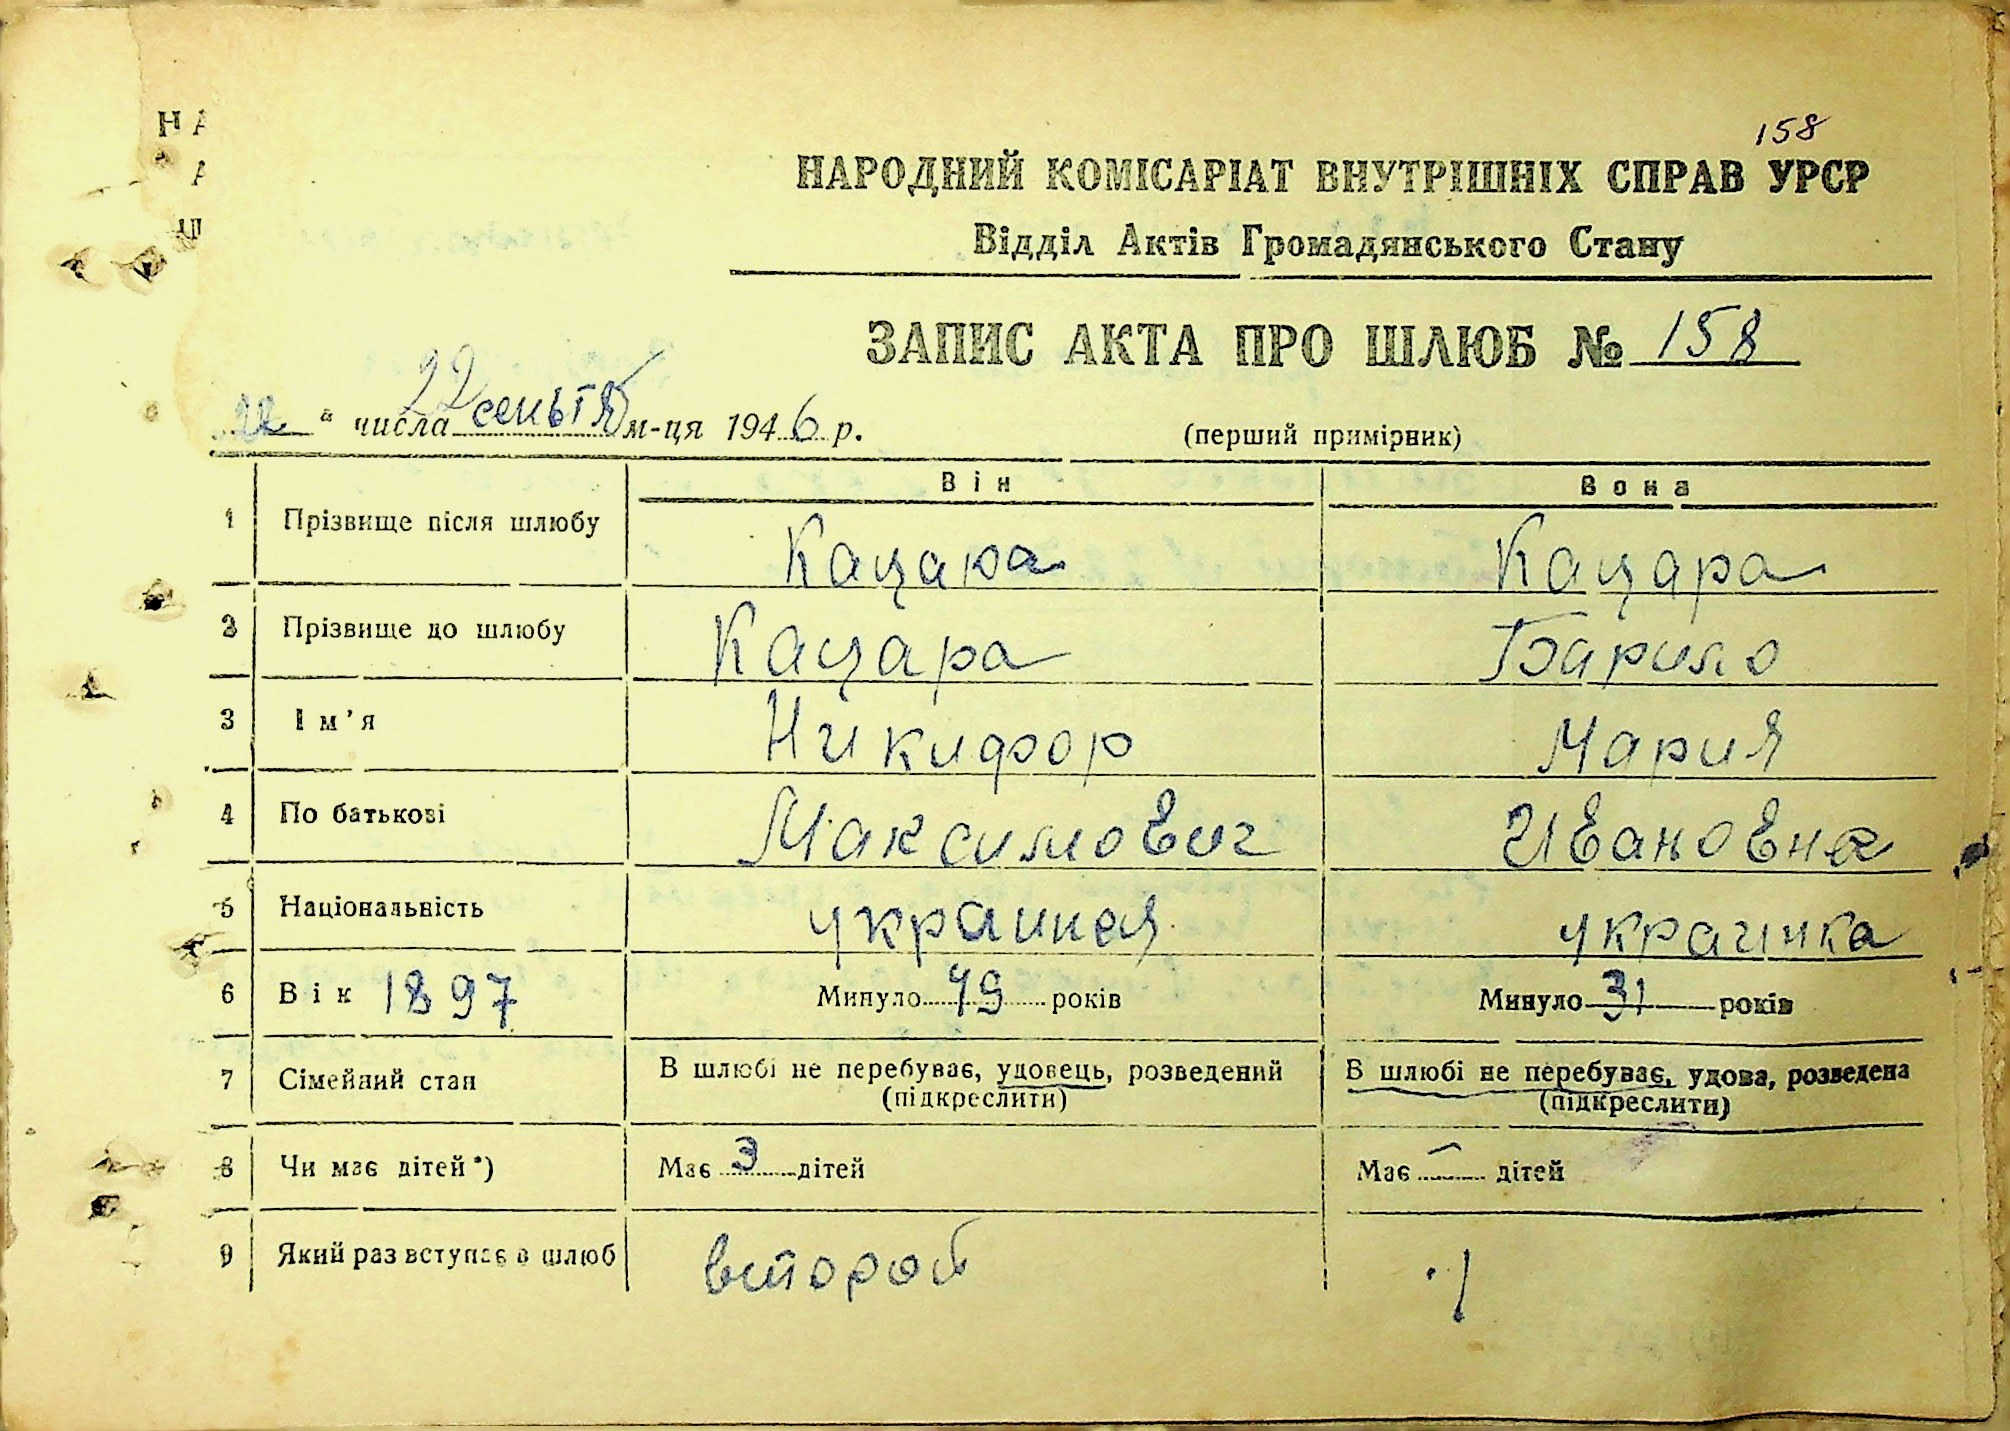 158
НАРОДНИЙ КОМІСАРІАТ ВНУТРІШНІХ СПРАВ УРСР
Відділ Актів Громадянського Стану
ЗАПИС АКТА ПРО ШЛЮБ № 158
22 “ числа 22 сентяб м-ця 1946 р. (перший примірник)
Він Вона
1 Прізвище після шлюбу Кацара Кацара
2 Прізвище до шлюбу Кацара Барило
3 Ім'я Никифор Мария
4 По батькові Максимович Ивановна
5 Національність украинец украинка
6 Вік 1897 Минуло 49 років Минуло 31 років
7 Сімейний стан В шлюбі не перебуває, удовець, розведений В шлюбі не перебуває, удова, розведена
(підкреслити) (підкреслити)
8 Чи має дітей*) Має 3 дітей Має — дітей
9 Який раз вступає в шлюб второй 1